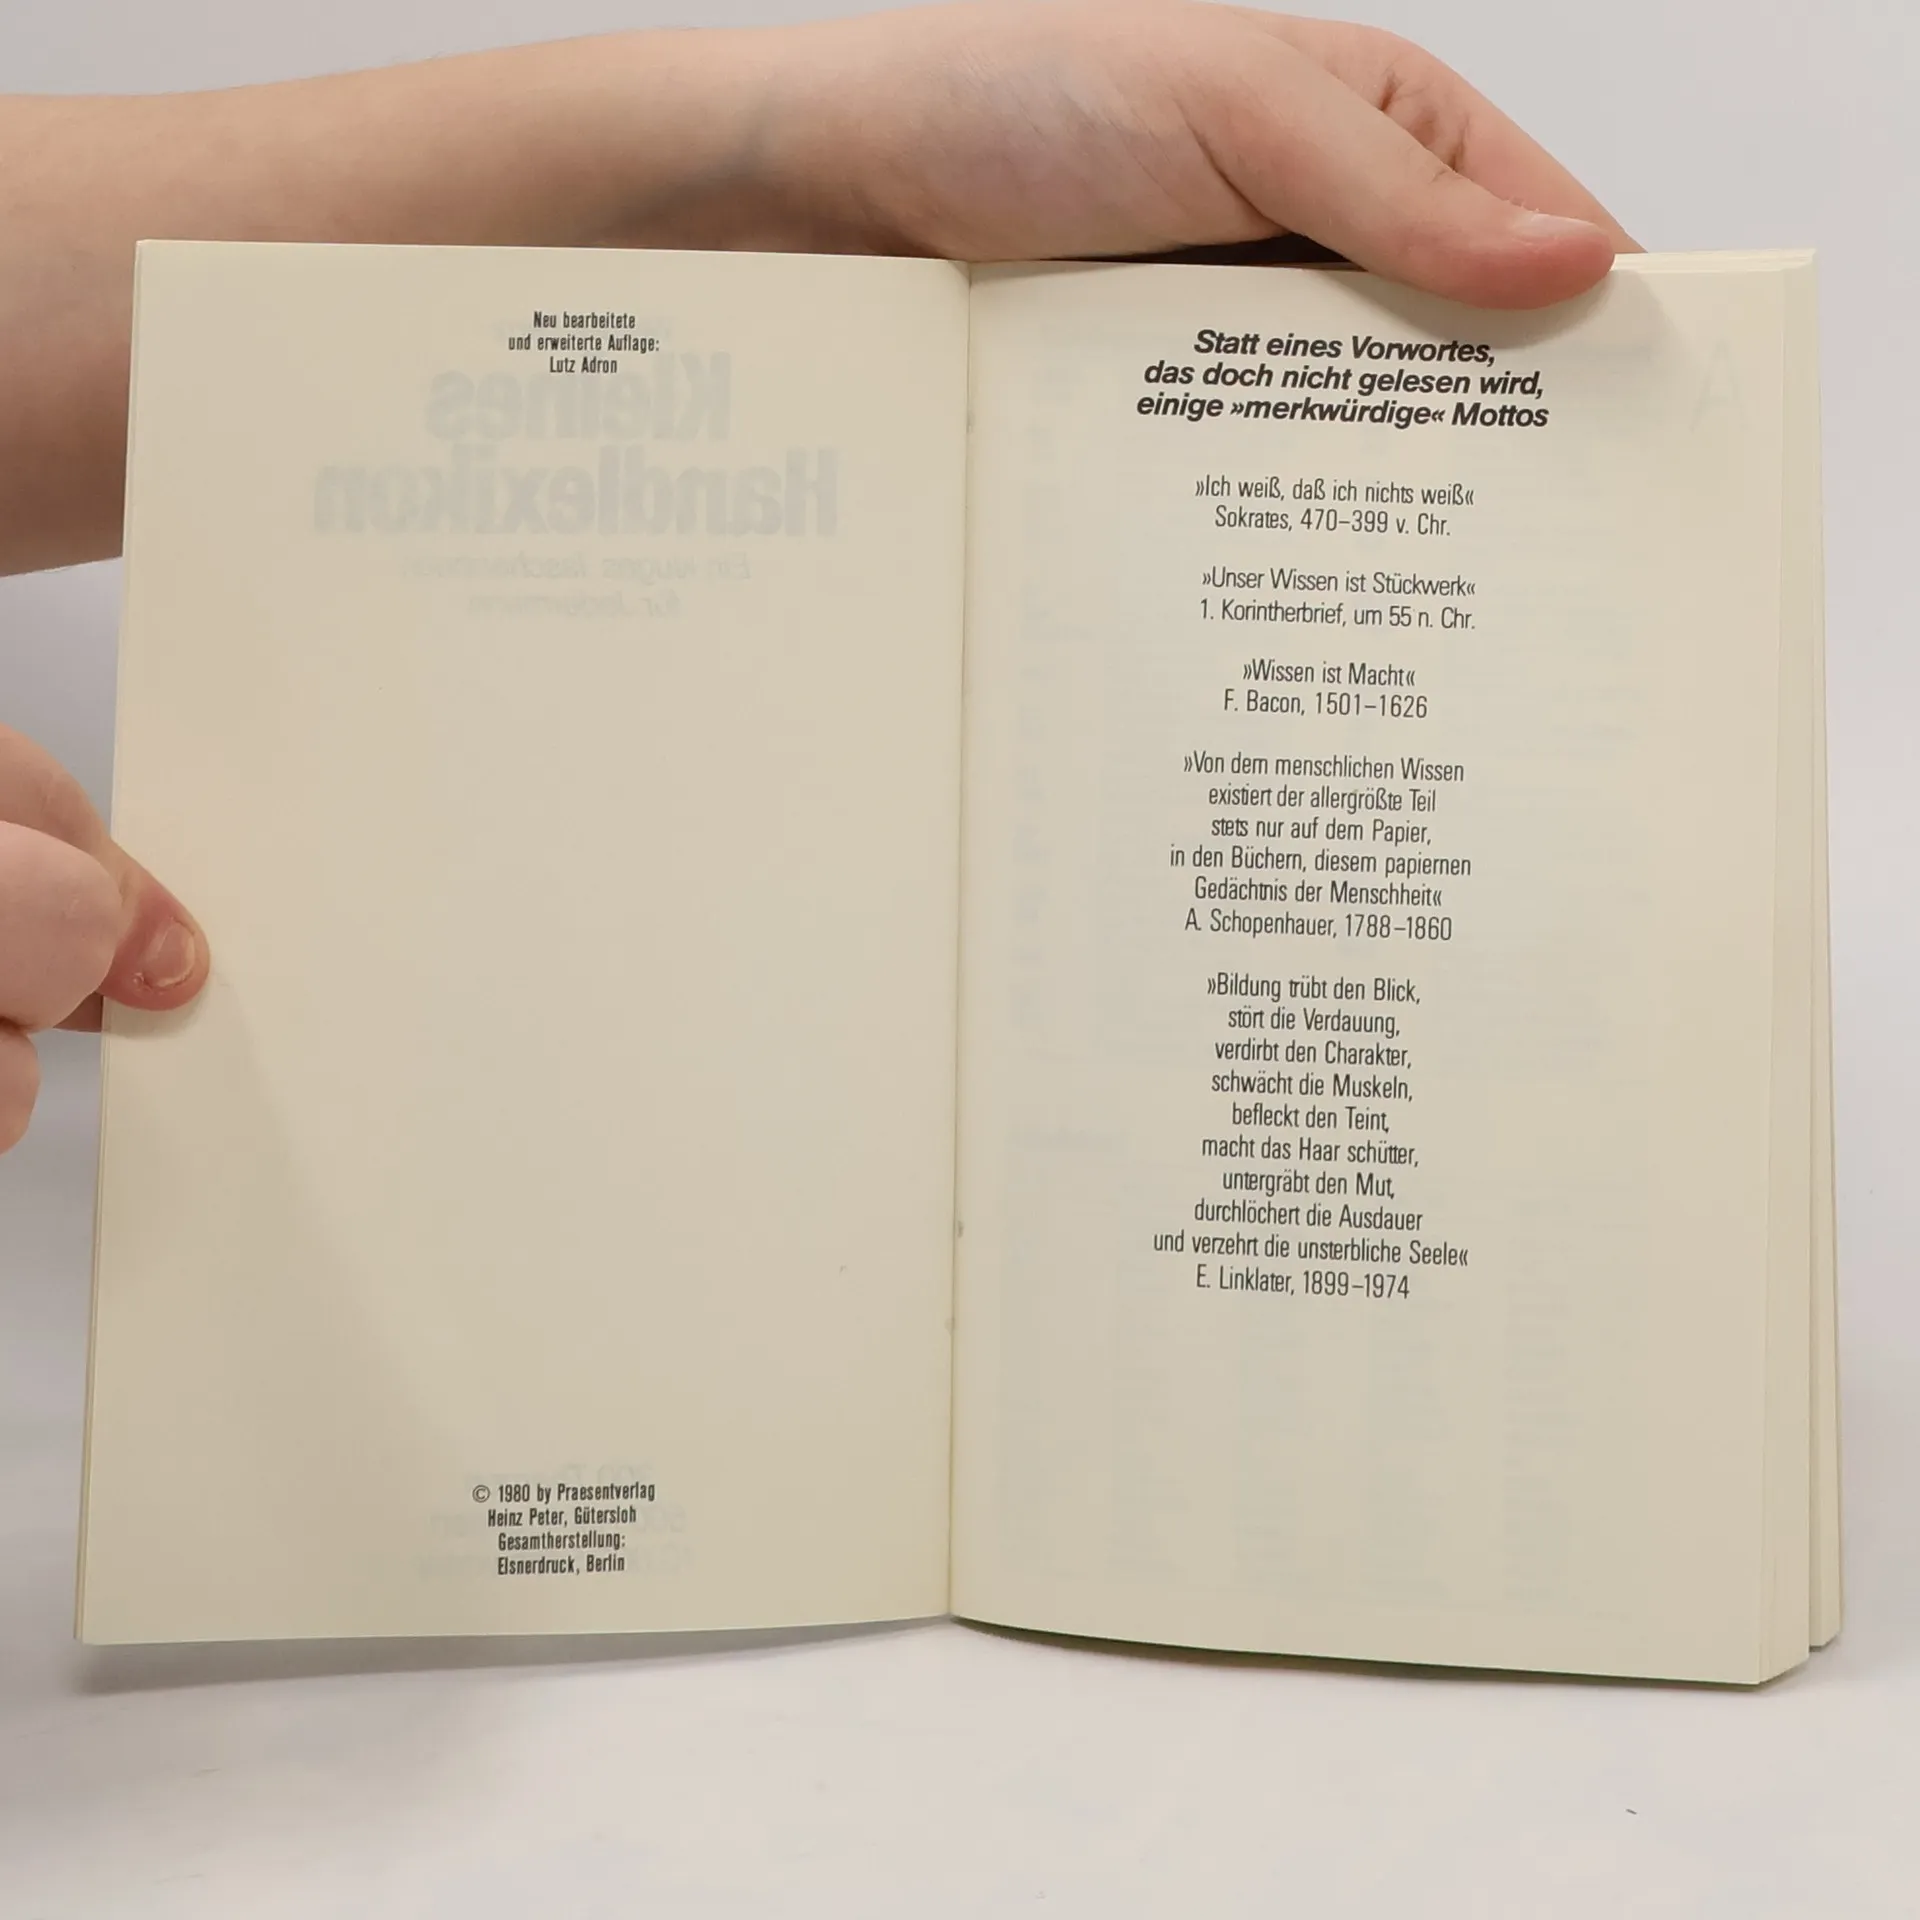 Neu bearbeitete
und erweiterte Auflage:
Lutz Adron
Kleines
Handlexikon
© 1980 by Praesentverlag
Heinz Peter, Gütersloh
Gesamtherstellung:
Elsnerdruck, Berlin
Statt eines Vorwortes,
das doch nicht gelesen wird,
einige »merkwürdige« Mottos
»Ich weiß, daß ich nichts weiß«
Sokrates, 470–399 v. Chr.
»Unser Wissen ist Stückwerk«
1. Korintherbrief, um 55 n. Chr.
»Wissen ist Macht«
F. Bacon, 1501–1626
»Von dem menschlichen Wissen
existiert der allergrößte Teil
stets nur auf dem Papier,
in den Büchern, diesem papiernen
Gedächtnis der Menschheit«
A. Schopenhauer, 1788–1860
»Bildung trübt den Blick,
stört die Verdauung,
verdirbt den Charakter,
schwächt die Muskeln,
befleckt den Teint,
macht das Haar schütter,
untergräbt den Mut,
durchlöchert die Ausdauer
und verzehrt die unsterbliche Seele«
E. Linklater, 1899–1974